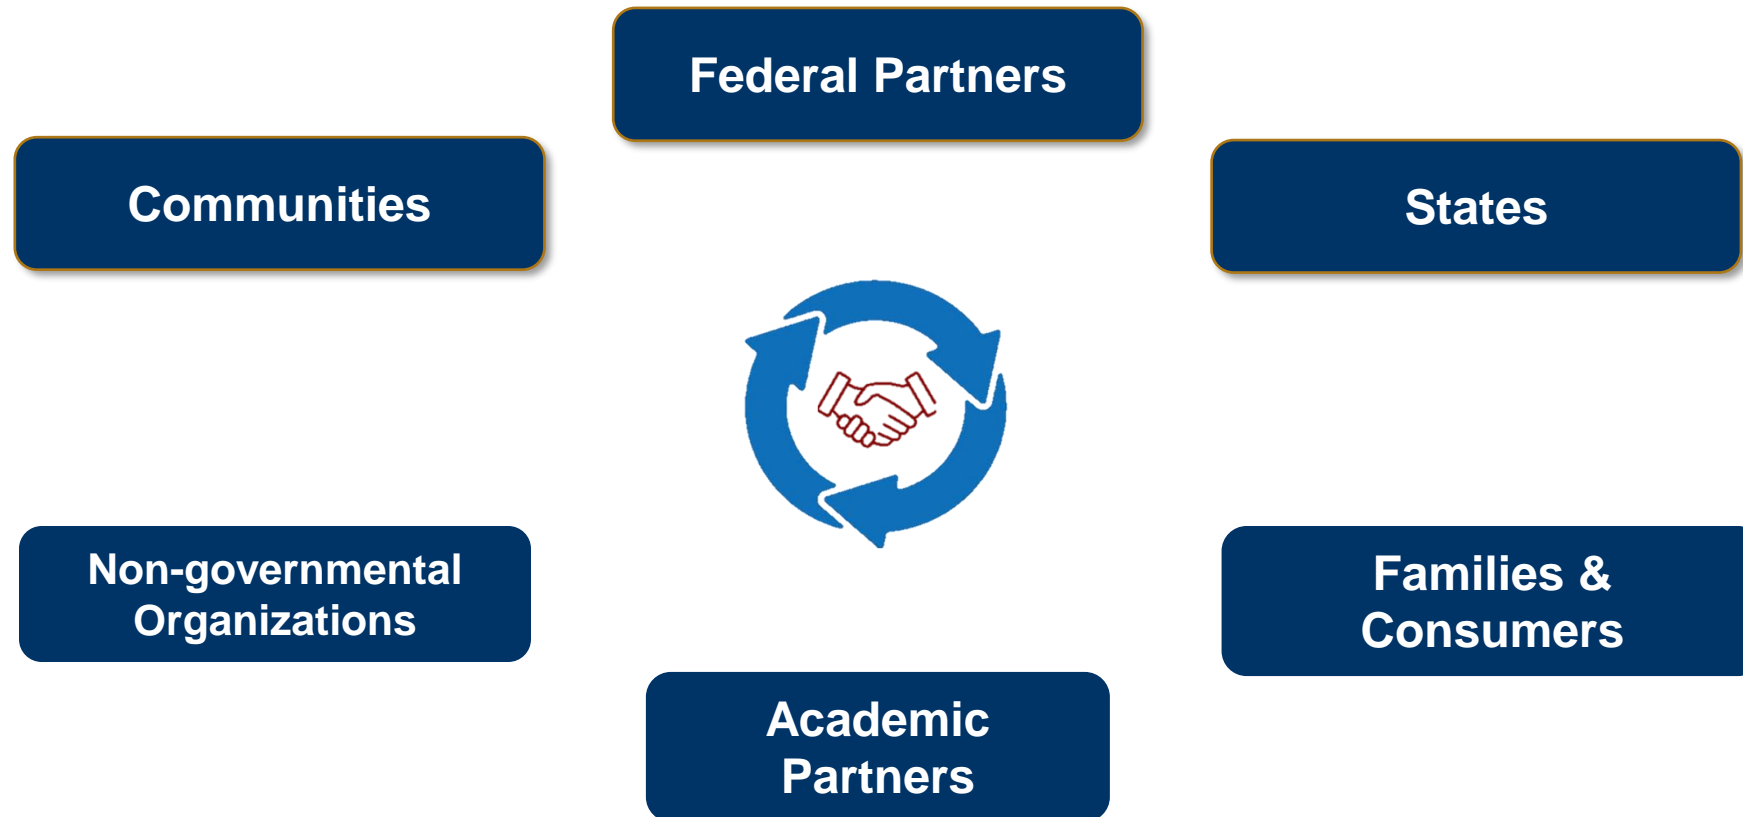 Federal Partners
Communities
States
Non-governmental
Organizations
Families &
Consumers
Academic
Partners